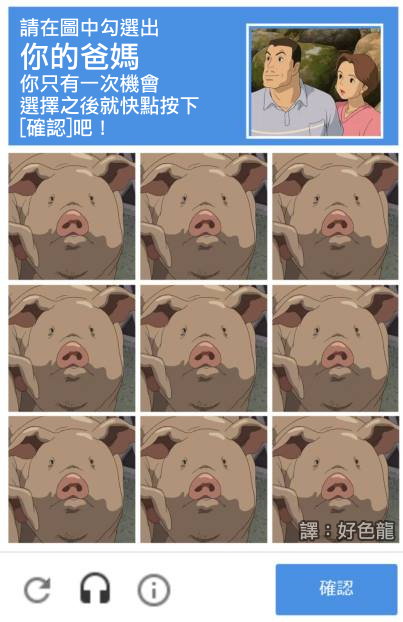 請在圖中勾選出
你的爸媽
你只有一次機會
選擇之後就快點按下
[確認]吧！
譯：好色龍
確認